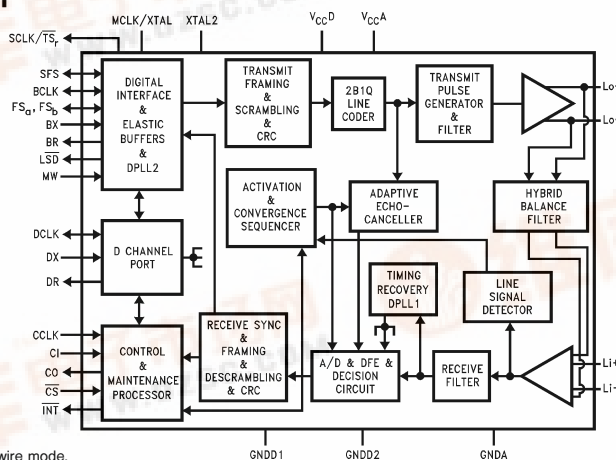 MCLK/XTAL XTAL2 VCCD VCCA
SCLK/TSr
SFS
BCLK
FSa, FSb
BX
BR
LSD
MW
DIGITAL
INTERFACE
&
ELASTIC
BUFFERS
&
DPLL2
TRANSMIT
FRAMING
&
SCRAMBLING
&
CRC
2B1Q
LINE
CODER
TRANSMIT
PULSE
GENERATOR
&
FILTER
Lo
Lo
ACTIVATION
&
CONVERGENCE
SEQUENCER
ADAPTIVE
ECHO-
CANCELLER
HYBRID
BALANCE
FILTER
DCLK
DX
DR
D CHANNEL
PORT
TIMING
RECOVERY
DPLL1
LINE
SIGNAL
DETECTOR
CCLK
CI
CO
CS
INT
CONTROL
&
MAINTENANCE
PROCESSOR
RECEIVE SYNC
&
FRAMING
&
DESCRAMBLING
& CRC
A/D & DFE &
DECISION
CIRCUIT
RECEIVE
FILTER
Li+
Li-
GNDD1 GNDD2 GNDA
wire mode.